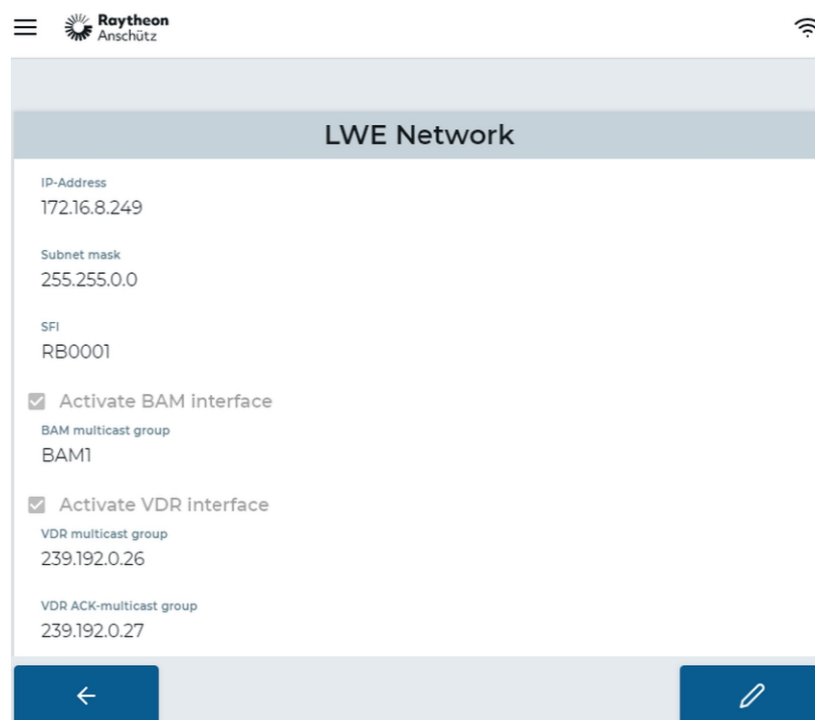 Raytheon
Anschütz
LWE Network
IP-Address
172.16.8.249
Subnet mask
255.255.0.0
SFI
RB0001
Activate BAM interface
BAM multicast group
BAM1
Activate VDR interface
VDR multicast group
239.192.0.26
VDR ACK-multicast group
239.192.0.27